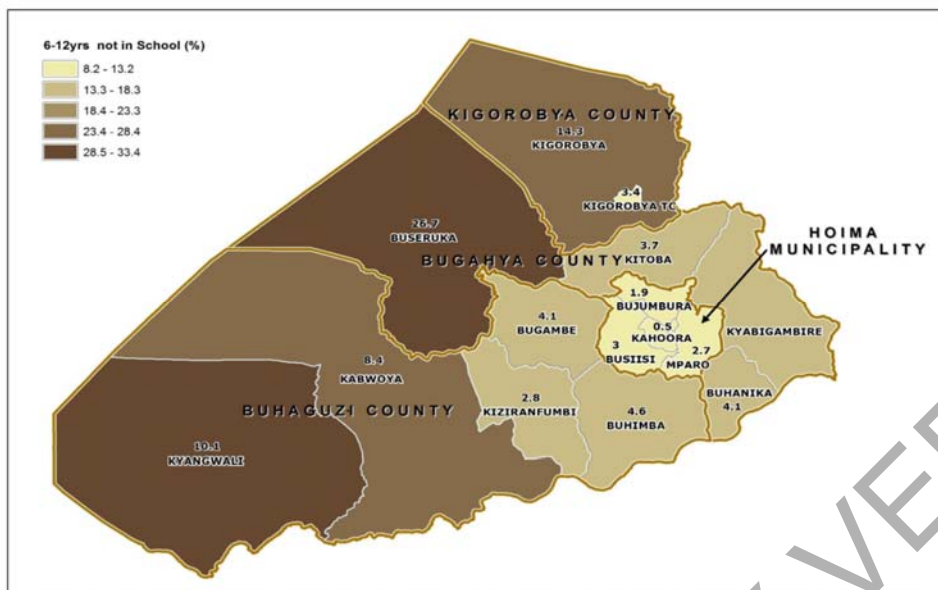 6-12yrs not in School (%)
8.2 - 13.2
13.3 - 18.3
18.4 - 23.3
23.4 - 28.4
28.5 - 33.4
KIGOROBYA COUNTY
14.3
KIGOROBYA
3.4
KIGOROBYA TC
26.7
BUSERUKA
HOIMA
MUNICIPALITY
BUGAHYA COUNTY
3.7
KITOBA
1.9
BUJUMBURA
4.1
BUGAMBE
0.5
KAHOORA
KYABIGAMBIRE
3
BUSIISI
2.7
MPARO
8.4
KABWOYA
BUHANIKA
4.1
2.8
KIZIRANFUMBI
BUHAGUZI COUNTY
4.6
BUHIMBA
10.1
KYANGWALI
VER